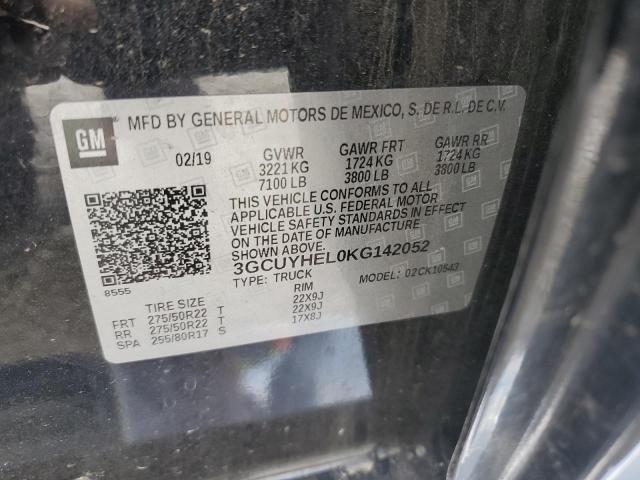 GM
MFD BY GENERAL MOTORS DE MEXICO, S. DE R.L. DE C.V.
02/19 GVWR GAWR FRT GAWR RR
3221 KG 1724 KG 1724 KG
7100 LB 3800 LB 3800 LB
THIS VEHICLE CONFORMS TO ALL
APPLICABLE U.S. FEDERAL MOTOR
VEHICLE SAFETY STANDARDS IN EFFECT
ON THE DATE OF MANUFACTURE
SHOWN ABOVE.
3GCUYHEL0KG142052
8555
TYPE: TRUCK MODEL: 02CK10543
TIRE SIZE RIM
FRT 275/50R22 T 22X9J
RR 275/50R22 T 22X9J
SPA 255/80R17 S 17X8J